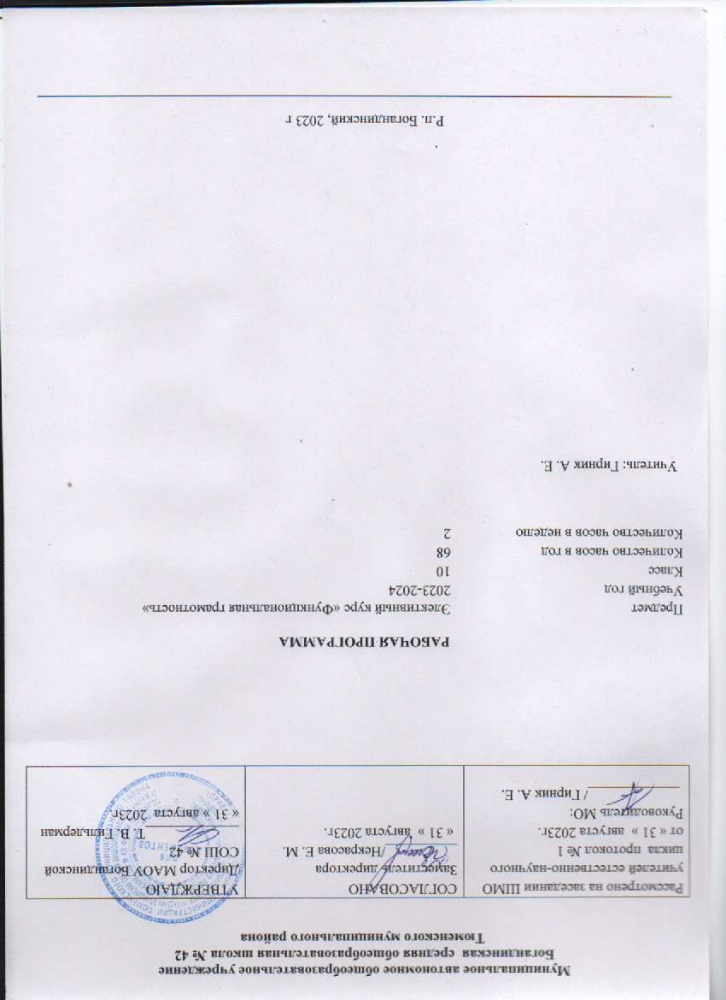 Муниципальное автономное общеобразовательное учреждение
Богандинская средняя общеобразовательная школа № 42
Тюменского муниципального района
Рассмотрено на заседании ШМО
учителей естественно-научного
цикла протокол № 1
от « 31 » августа 2023г.
Руководитель МО:
/ Гирник А. Е.
СОГЛАСОВАНО
Заместитель директора
/Некрасова Е. М.
« 31 » августа 2023г.
УТВЕРЖДАЮ
Директор МАОУ Богандинской
СОШ № 42
Т. В. Гильдерман
« 31 » августа 2023г.
ДЛЯ
ДОКУМЕНТОВ
РАБОЧАЯ ПРОГРАММА
Предмет Элективный курс «Функциональная грамотность»
Учебный год 2023-2024
Класс 10
Количество часов в год 68
Количество часов в неделю 2
Учитель: Гирник А. Е.
Р.п. Богандинский, 2023 г